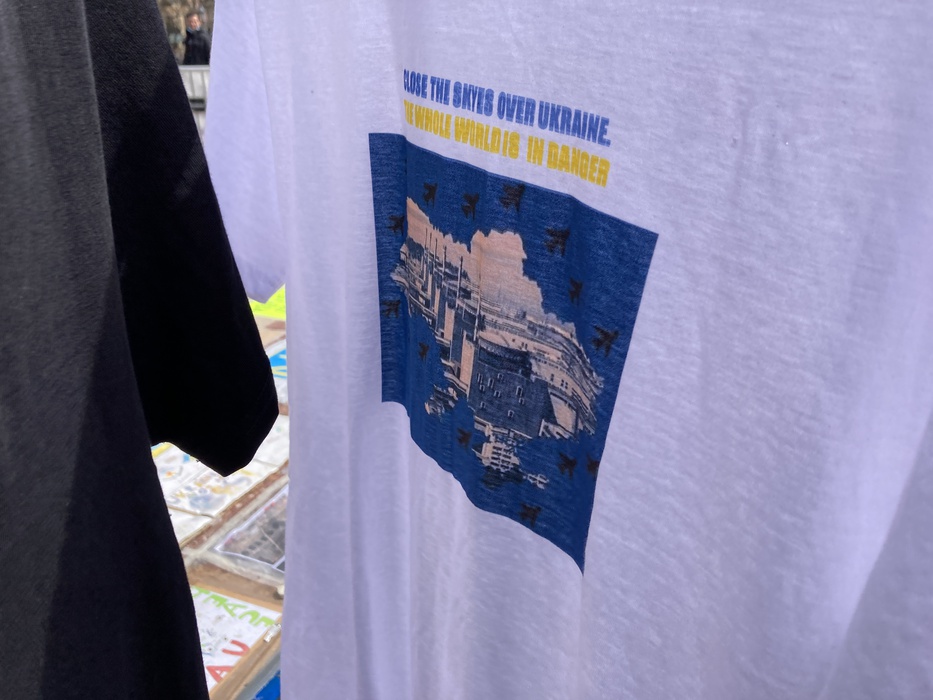 CLOSE THE SKYES OVER UKRAINE.
THE WHOLE WORLD IS IN DANGER